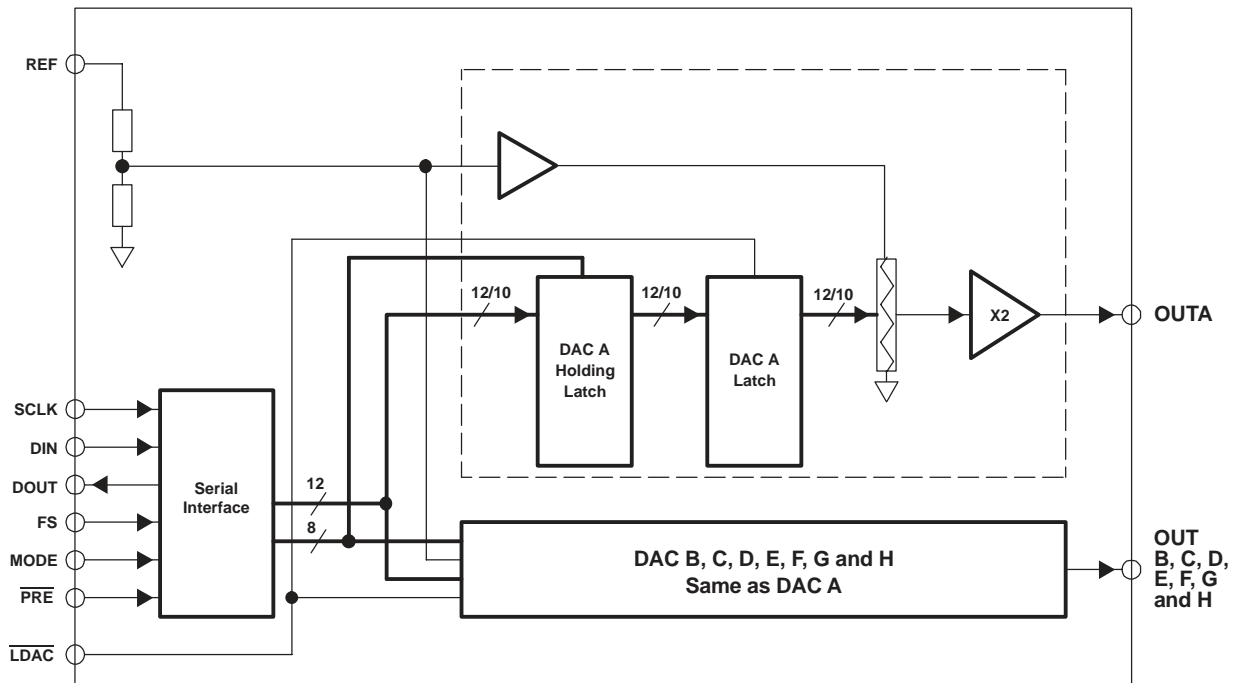 REF
12/10
12/10
12/10
X2
OUTA
DAC A
Holding
Latch
DAC A
Latch
SCLK
DIN
DOUT
FS
MODE
PRE
LDAC
Serial
Interface
12
8
DAC B, C, D, E, F, G and H
Same as DAC A
OUT
B, C, D,
E, F, G
and H